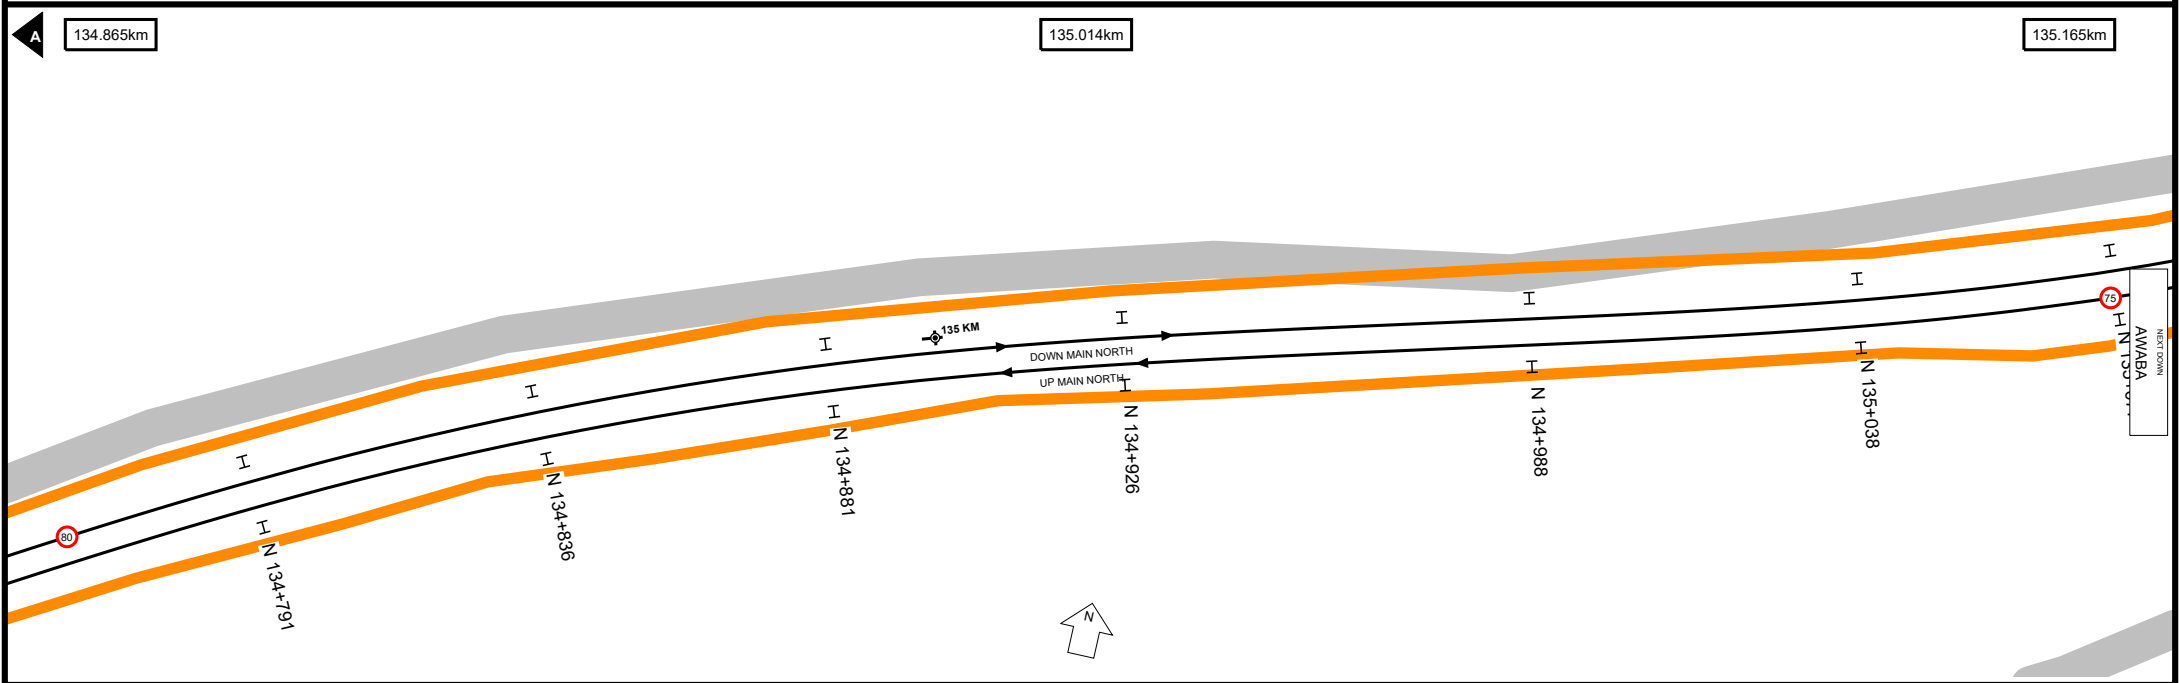 A
134.865km
135.014km
135.165km
135 KM
DOWN MAIN NORTH
UP MAIN NORTH
80
75
NEXT DOWN
AWABA
N 134+791
N 134+836
N 134+881
N 134+926
N 134+988
N 135+038
N